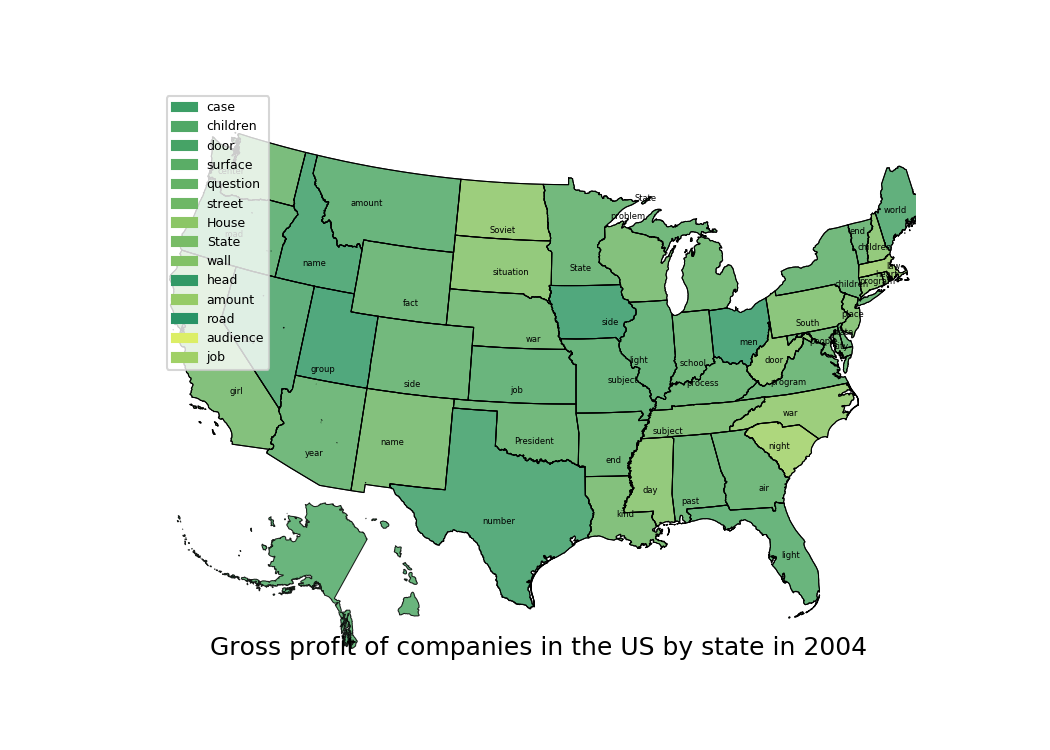 case
children
door
surface
question
street
House
State
wall
head
amount
road
audience
job
amount
name
Soviet
situation
fact
State
problem
State
world
end
children
law
program
children
place
South
people
side
men
door
light
school
process
program
war
subject
war
job
side
group
girl
year
name
President
subject
end
night
air
past
day
kind
number
light
Gross profit of companies in the US by state in 2004